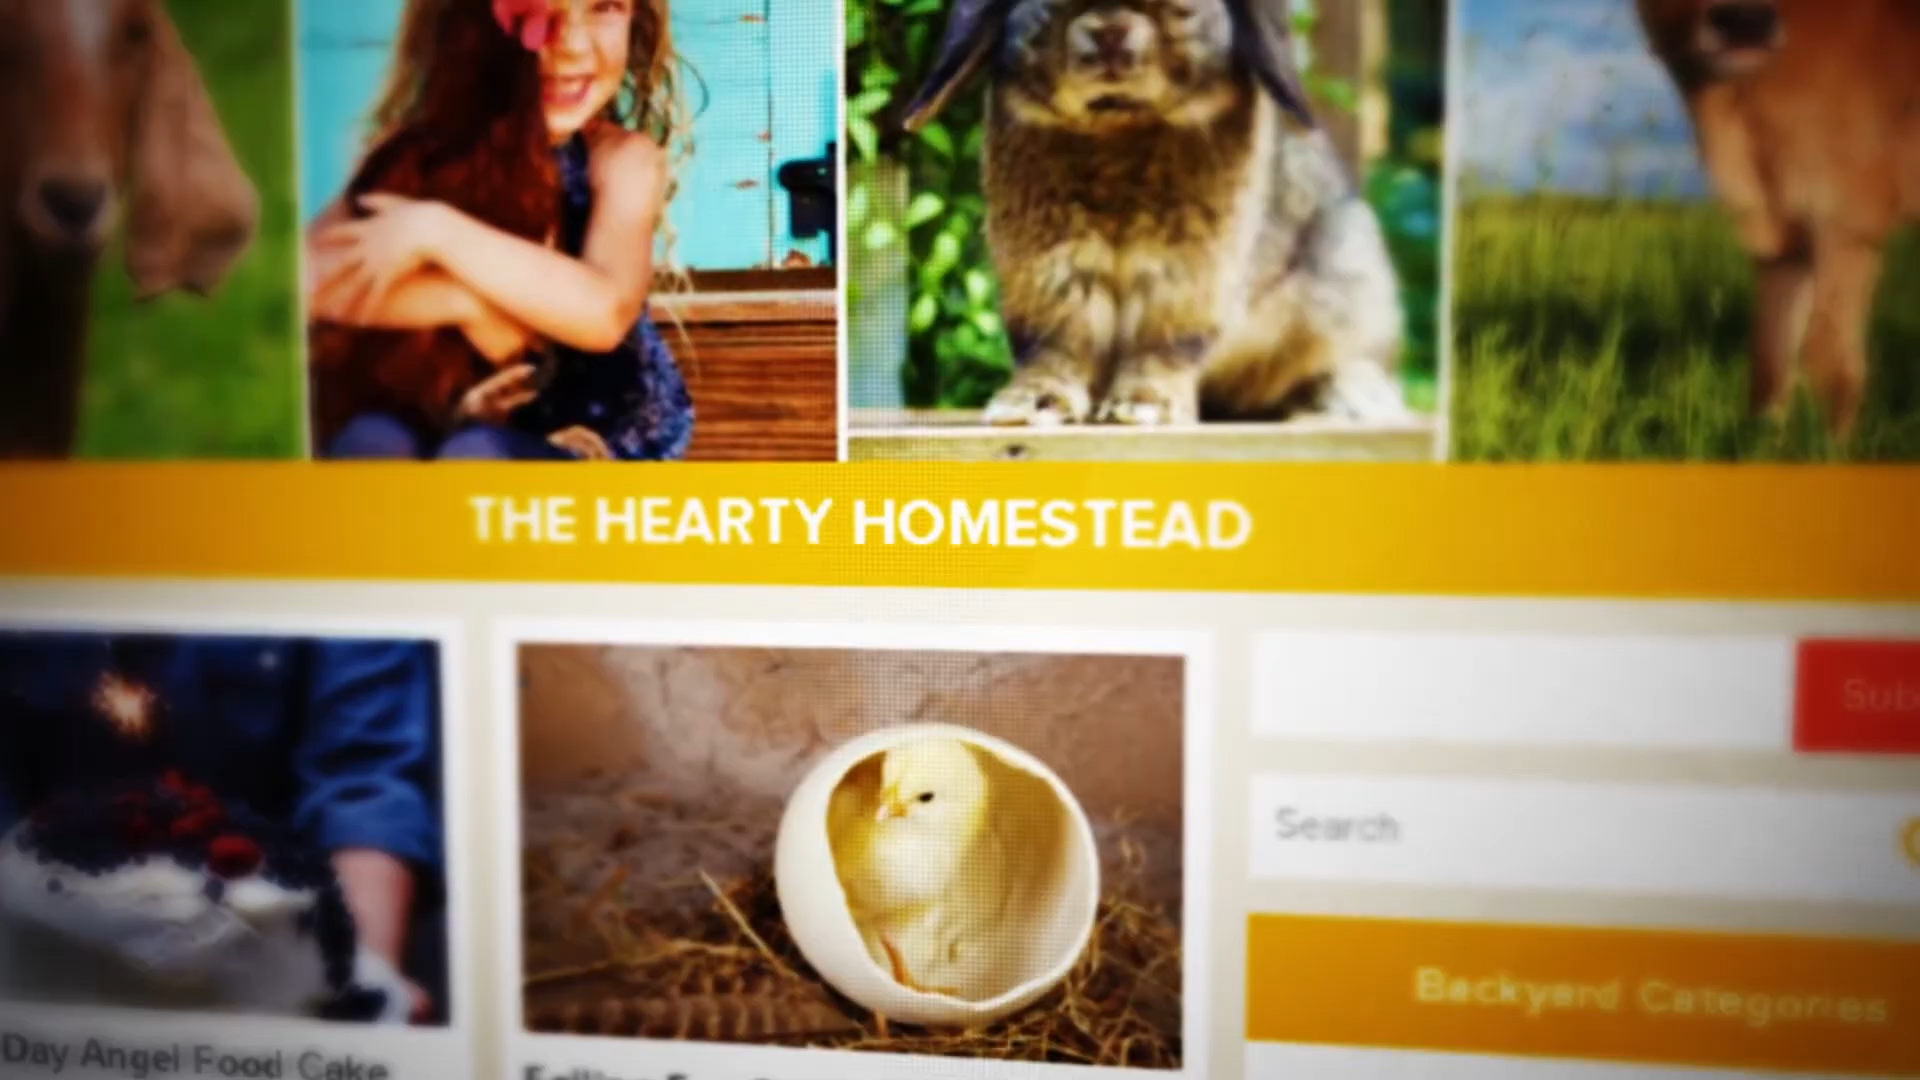 THE HEARTY HOMESTEAD
Search
Backyard Categories
Day Angel Food Cake